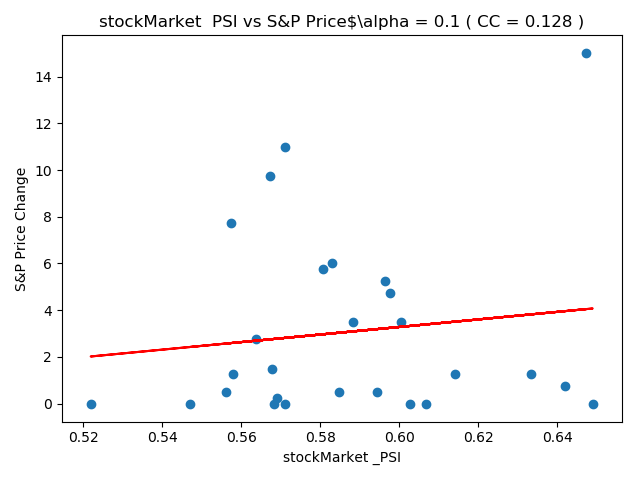 stockMarket  PSI vs S&P Price$\alpha = 0.1 ( CC = 0.128 )
14
12
10
8
6
4
2
0
S&P Price Change
0.52 0.54 0.56 0.58 0.60 0.62 0.64
stockMarket _PSI